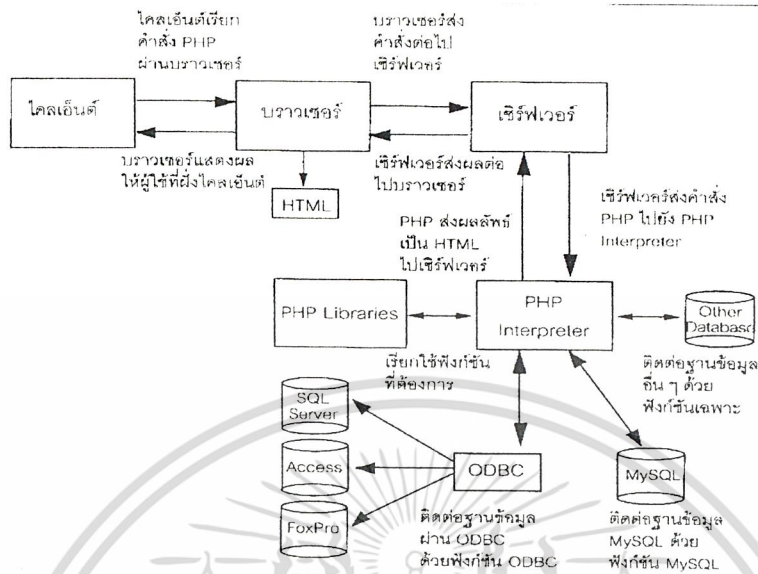 ไคลเอ็นต์เรียก
คำสั่ง PHP
ผ่านบราวเซอร์
บราวเซอร์ส่ง
คำสั่งต่อไป
เซิร์ฟเวอร์
ไคลเอ็นต์
บราวเซอร์
เซิร์ฟเวอร์
บราวเซอร์แสดงผล
ให้ผู้ใช้ที่ฝั่งไคลเอ็นต์
เซิร์ฟเวอร์ส่งผลต่อ
ไปบราวเซอร์
HTML
PHP ส่งผลลัพธ์
เป็น HTML
ไปเซิร์ฟเวอร์
เซิร์ฟเวอร์ส่งคำสั่ง
PHP ไปยัง PHP
Interpreter
PHP Libraries
PHP
Interpreter
Other
Database
เรียกใช้ฟังก์ชัน
ที่ต้องการ
ติดต่อฐานข้อมูล
อื่น ๆ ด้วย
ฟังก์ชันเฉพาะ
SQL
Server
Access
FoxPro
ODBC
MySQL
ติดต่อฐานข้อมูล
ผ่าน ODBC
ด้วยฟังก์ชัน ODBC
ติดต่อฐานข้อมูล
MySQL ด้วย
ฟังก์ชัน MySQL